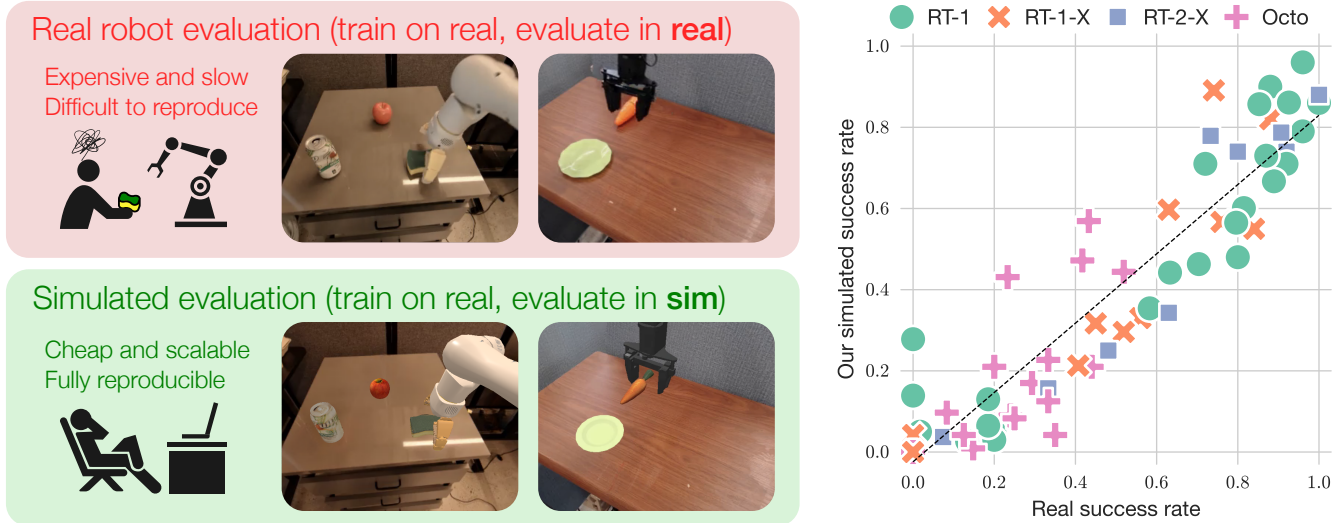 Real robot evaluation (train on real, evaluate in real)
Expensive and slow
Difficult to reproduce
Simulated evaluation (train on real, evaluate in sim)
Cheap and scalable
Fully reproducible
RT-1 RT-1-X RT-2-X Octo
Our simulated success rate
1.0
0.8
0.6
0.4
0.2
0.0
0.0 0.2 0.4 0.6 0.8 1.0
Real success rate